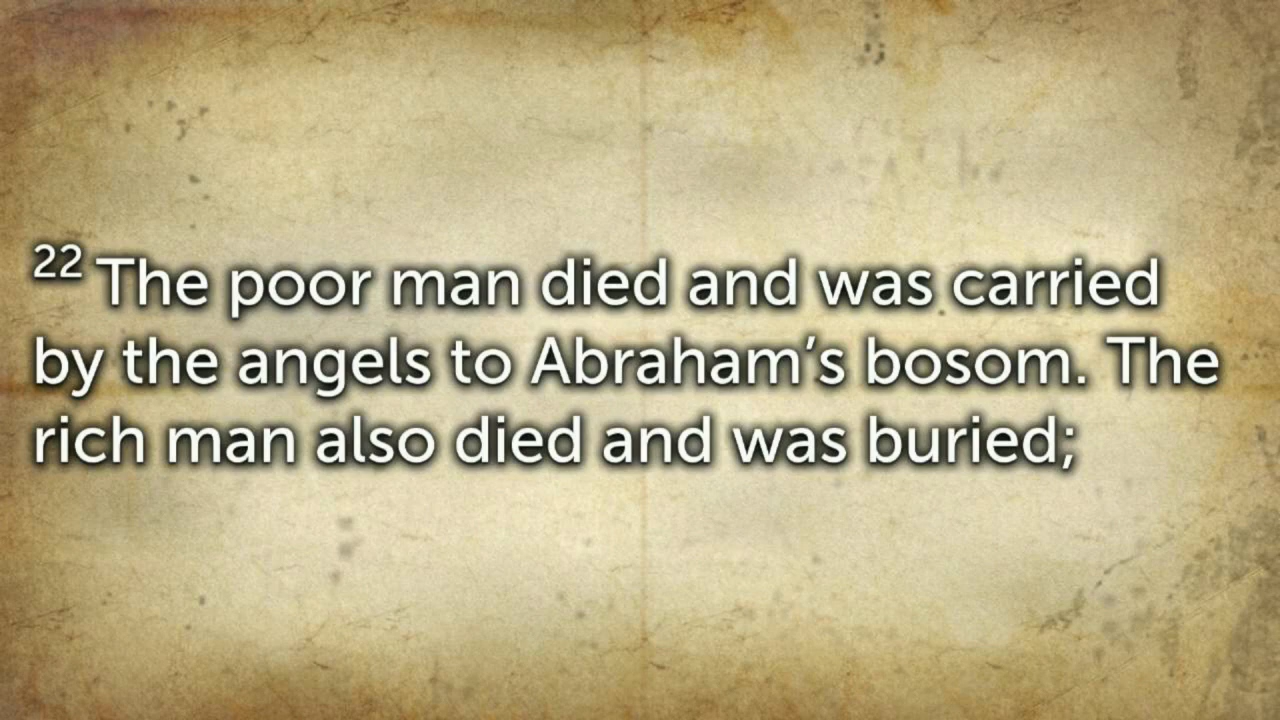 22 The poor man died and was carried
by the angels to Abraham’s bosom. The
rich man also died and was buried;